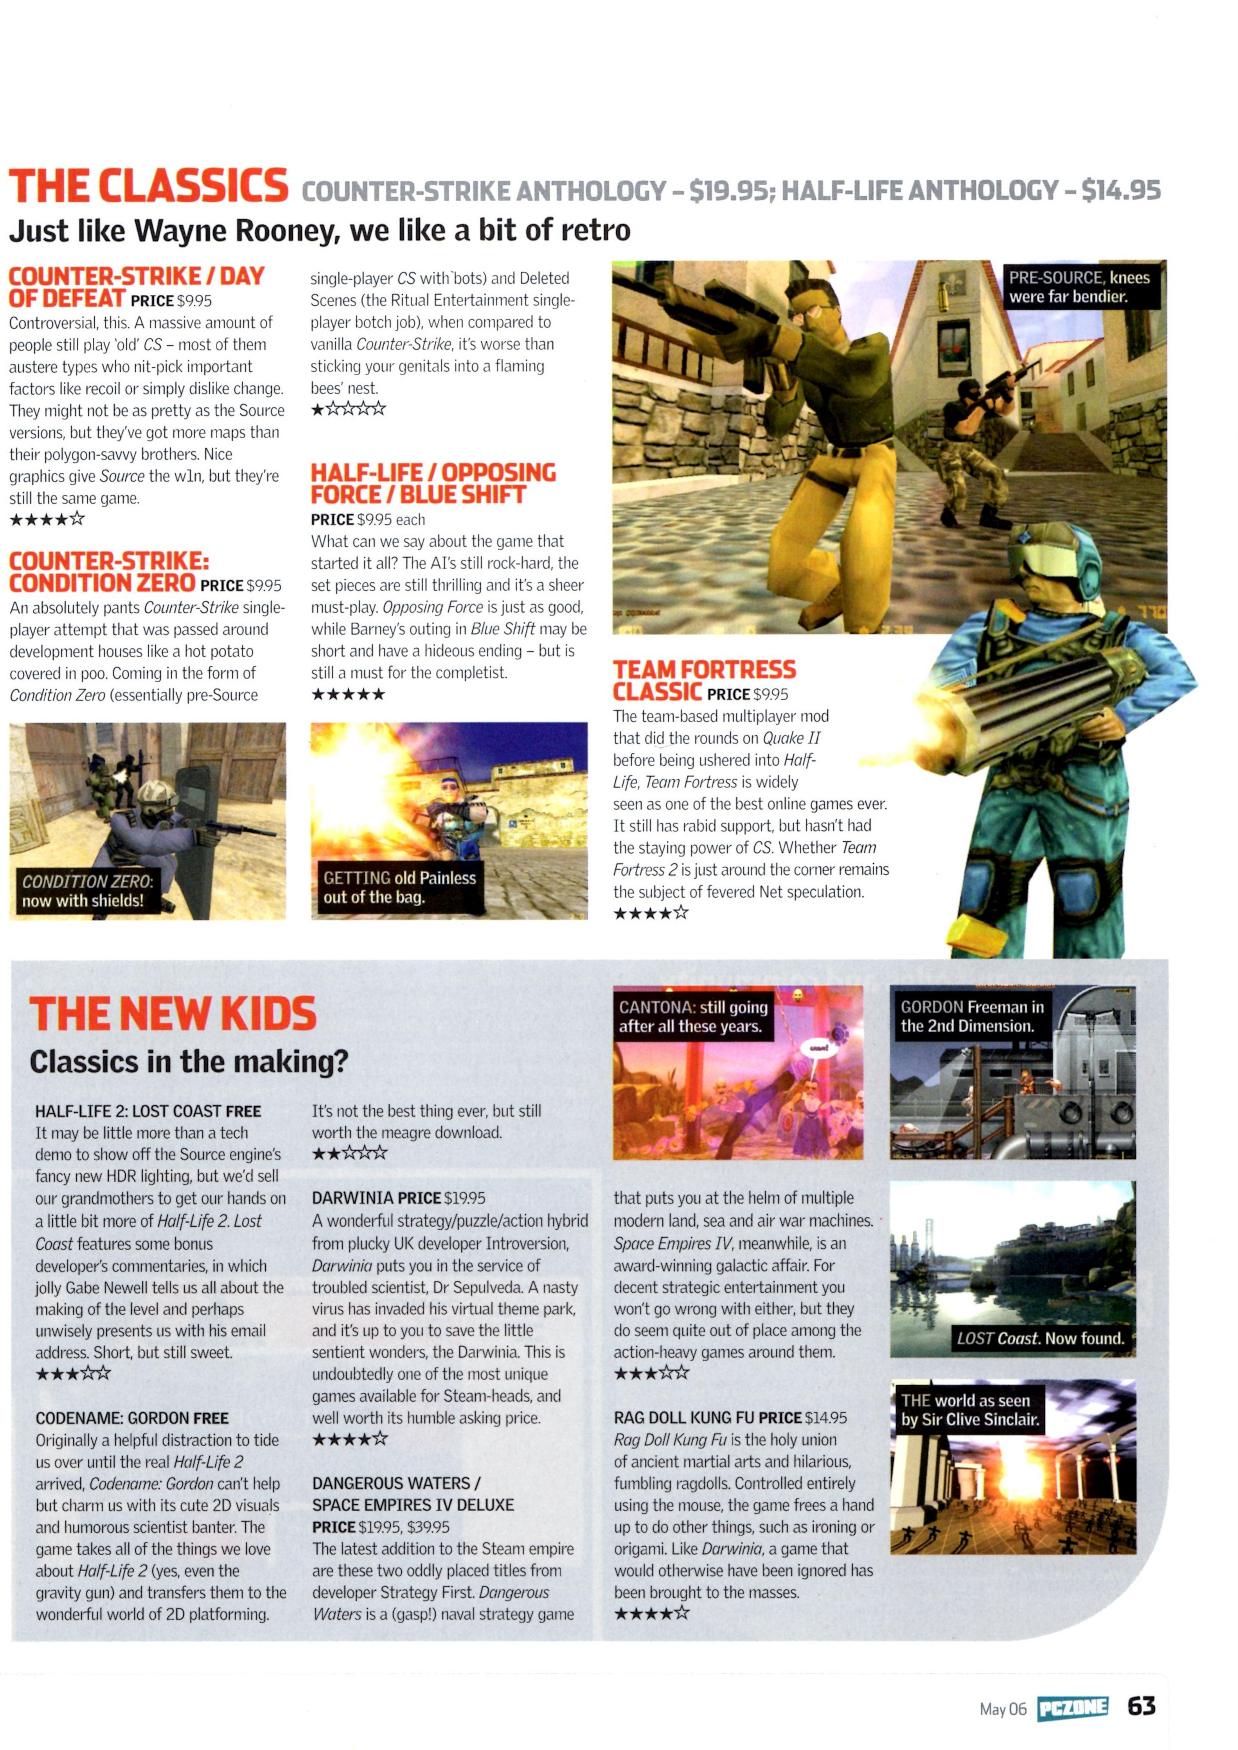 THE CLASSICS COUNTER-STRIKE ANTHOLOGY – $19.95; HALF-LIFE ANTHOLOGY – $14.95
Just like Wayne Rooney, we like a bit of retro
COUNTER-STRIKE / DAY
OF DEFEAT PRICE $9.95
Controversial, this. A massive amount of
people still play ‘old’ CS – most of them
austere types who nit-pick important
factors like recoil or simply dislike change.
They might not be as pretty as the Source
versions, but they've got more maps than
their polygon-savvy brothers. Nice
graphics give Source the w1n, but they're
still the same game.
★★★★☆
COUNTER-STRIKE:
CONDITION ZERO PRICE $9.95
An absolutely pants Counter-Strike single-
player attempt that was passed around
development houses like a hot potato
covered in poo. Coming in the form of
Condition Zero (essentially pre-Source
single-player CS with bots) and Deleted
Scenes (the Ritual Entertainment single-
player botch job), when compared to
vanilla Counter-Strike, it's worse than
sticking your genitals into a flaming
bees' nest.
★☆☆☆☆
HALF-LIFE / OPPOSING
FORCE / BLUE SHIFT
PRICE $9.95 each
What can we say about the game that
started it all? The AI's still rock-hard, the
set pieces are still thrilling and it's a sheer
must-play. Opposing Force is just as good,
while Barney's outing in Blue Shift may be
short and have a hideous ending – but is
still a must for the completist.
★★★★★
PRE-SOURCE, knees
were far bendier.
TEAM FORTRESS
CLASSIC PRICE $9.95
The team-based multiplayer mod
that did the rounds on Quake II
before being ushered into Half-
Life, Team Fortress is widely
seen as one of the best online games ever.
It still has rabid support, but hasn't had
the staying power of CS. Whether Team
Fortress 2 is just around the corner remains
the subject of fevered Net speculation.
★★★★☆
CONDITION ZERO:
now with shields!
GETTING old Painless
out of the bag.
THE NEW KIDS
Classics in the making?
HALF-LIFE 2: LOST COAST FREE
It may be little more than a tech
demo to show off the Source engine's
fancy new HDR lighting, but we'd sell
our grandmothers to get our hands on
a little bit more of Half-Life 2. Lost
Coast features some bonus
developer's commentaries, in which
jolly Gabe Newell tells us all about the
making of the level and perhaps
unwisely presents us with his email
address. Short, but still sweet.
★★★☆☆
CODENAME: GORDON FREE
Originally a helpful distraction to tide
us over until the real Half-Life 2
arrived, Codename: Gordon can't help
but charm us with its cute 2D visuals
and humorous scientist banter. The
game takes all of the things we love
about Half-Life 2 (yes, even the
gravity gun) and transfers them to the
wonderful world of 2D platforming.
It's not the best thing ever, but still
worth the meagre download.
★★☆☆☆
DARWINIA PRICE $19.95
A wonderful strategy/puzzle/action hybrid
from plucky UK developer Introversion,
Darwinia puts you in the service of
troubled scientist, Dr Sepulveda. A nasty
virus has invaded his virtual theme park,
and it's up to you to save the little
sentient wonders, the Darwinia. This is
undoubtedly one of the most unique
games available for Steam-heads, and
well worth its humble asking price.
★★★★☆
DANGEROUS WATERS /
SPACE EMPIRES IV DELUXE
PRICE $19.95, $39.95
The latest addition to the Steam empire
are these two oddly placed titles from
developer Strategy First. Dangerous
Waters is a (gasp!) naval strategy game
that puts you at the helm of multiple
modern land, sea and air war machines.
Space Empires IV, meanwhile, is an
award-winning galactic affair. For
decent strategic entertainment you
won't go wrong with either, but they
do seem quite out of place among the
action-heavy games around them.
★★★☆☆
RAG DOLL KUNG FU PRICE $14.95
Rag Doll Kung Fu is the holy union
of ancient martial arts and hilarious,
fumbling ragdolls. Controlled entirely
using the mouse, the game frees a hand
up to do other things, such as ironing or
origami. Like Darwinia, a game that
would otherwise have been ignored has
been brought to the masses.
★★★★☆
CANTONA: still going
after all these years.
GORDON Freeman in
the 2nd Dimension.
LOST Coast. Now found.
THE world as seen
by Sir Clive Sinclair.
May 06 PCZONE 63